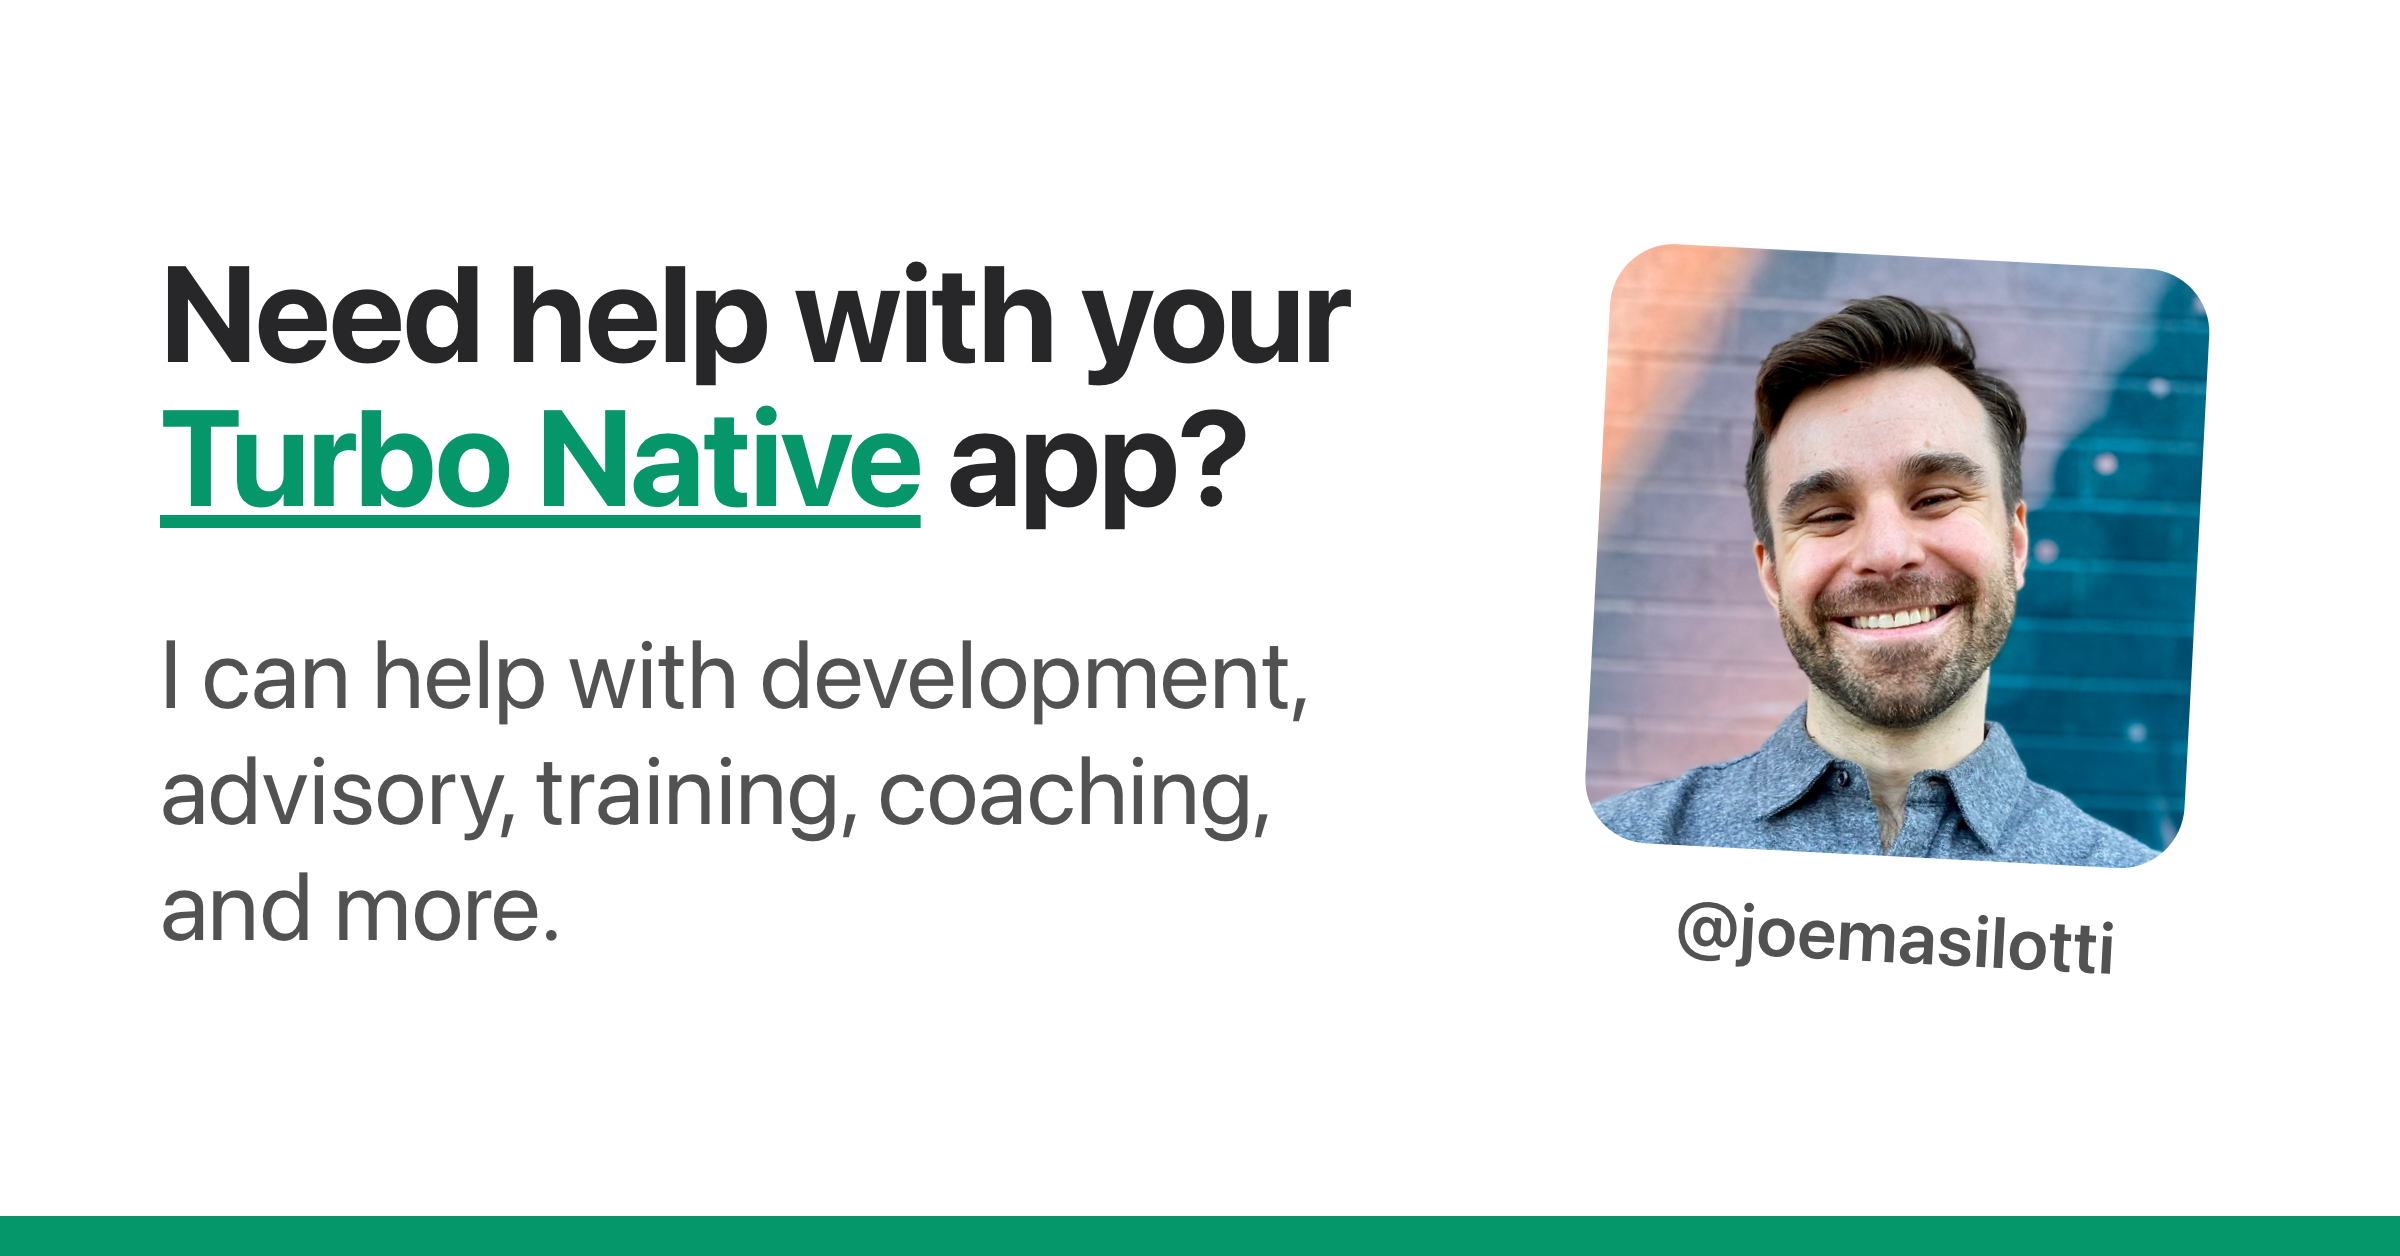 Need help with your
Turbo Native app?
I can help with development,
advisory, training, coaching,
and more.
@joemasilotti